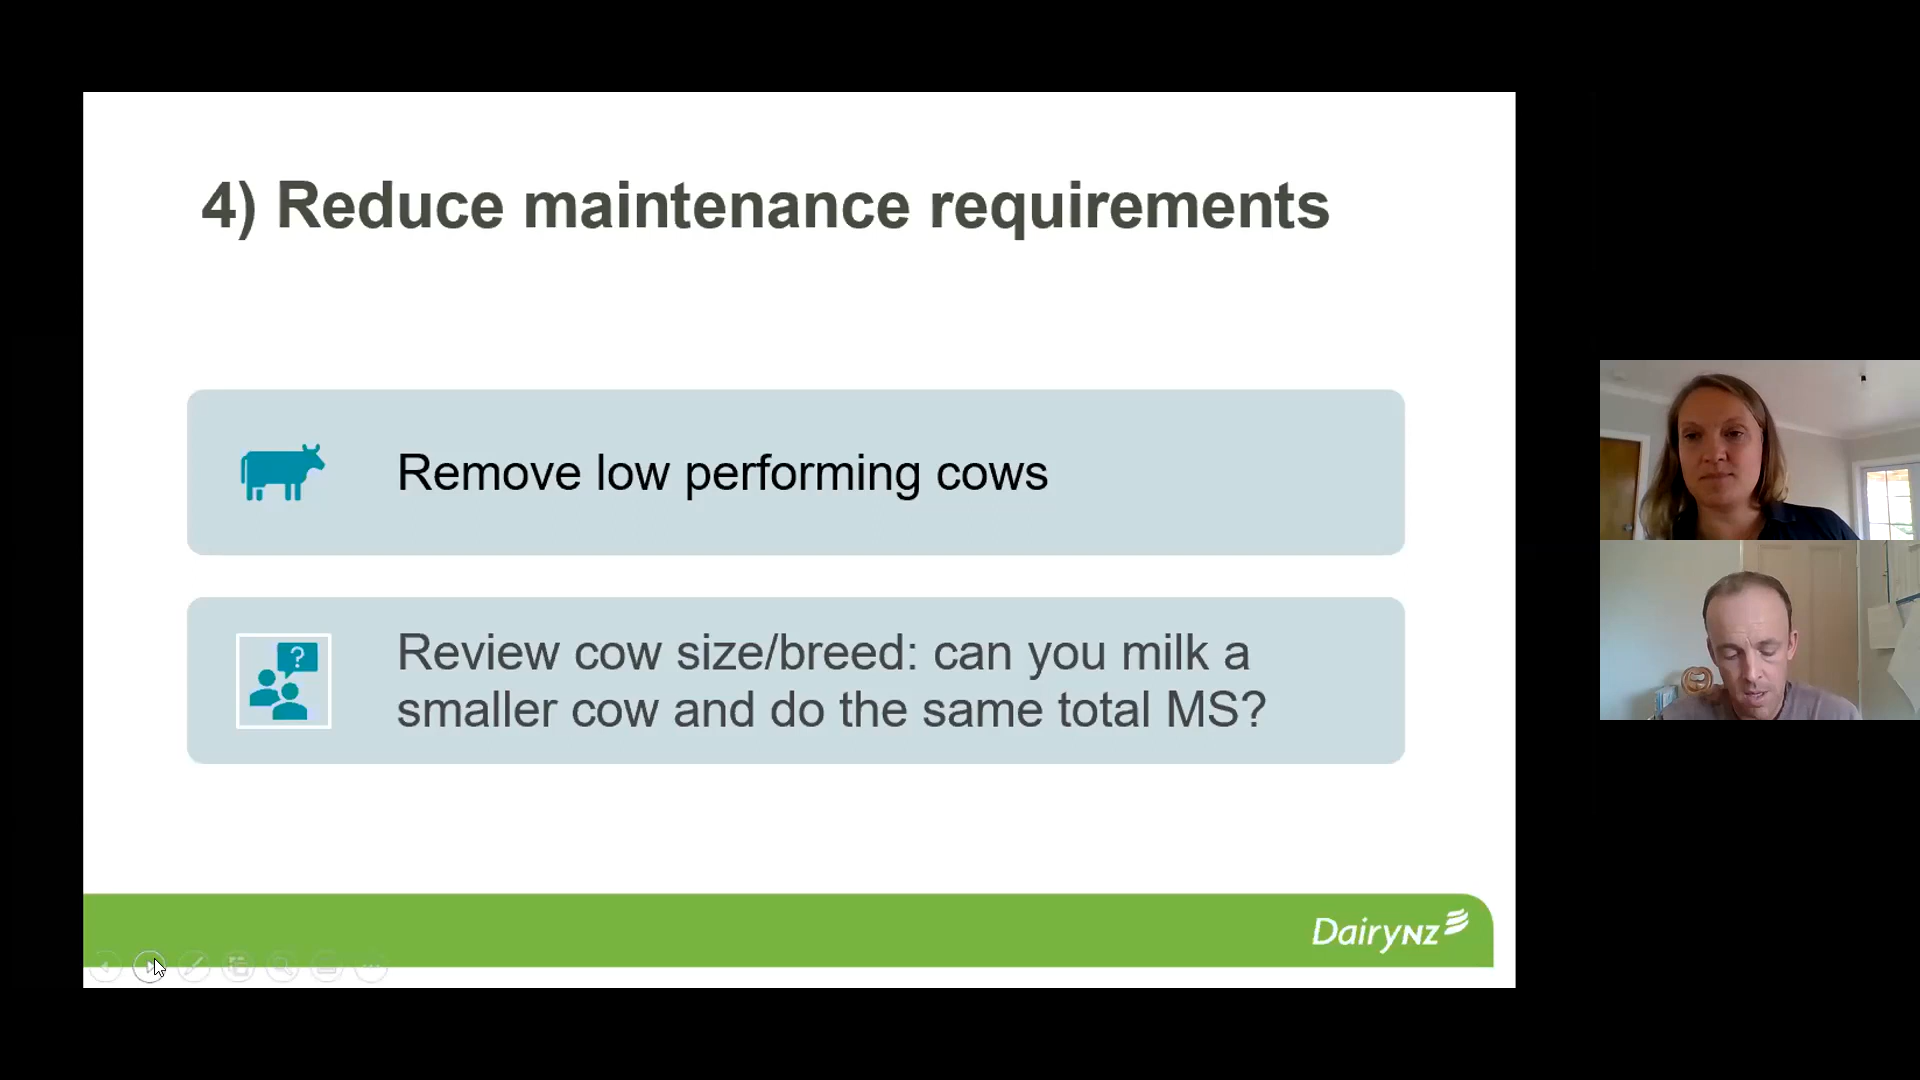 4) Reduce maintenance requirements
Remove low performing cows
?
Review cow size/breed: can you milk a
smaller cow and do the same total MS?
DairyNZ